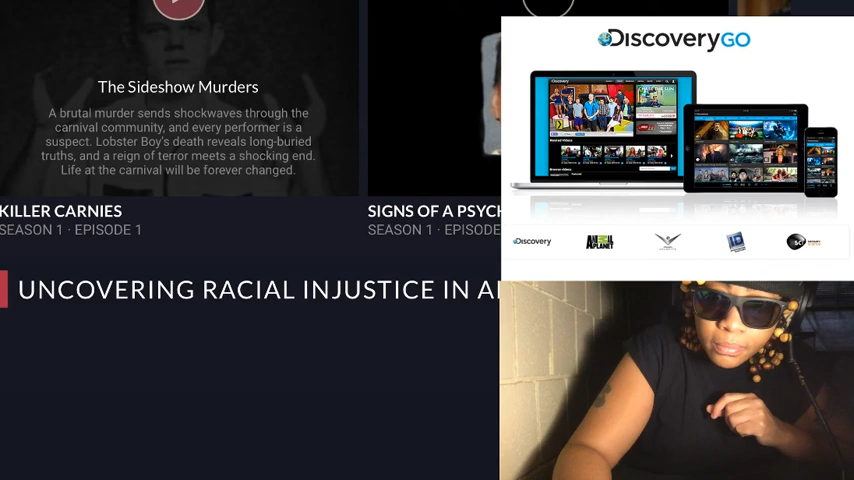 The Sideshow Murders
A brutal murder sends shockwaves through the
carnival community, and every performer is a
suspect. Lobster Boy's death reveals long-buried
truths, and a reign of terror meets a shocking end.
Life at the carnival will be forever changed.
KILLER CARNIES
SEASON 1 · EPISODE 1
SIGNS OF A PSYCH
SEASON 1 · EPISODE
UNCOVERING RACIAL INJUSTICE IN A
DiscoveryGO
Discovery
ANIMAL PLANET
ID
SCI